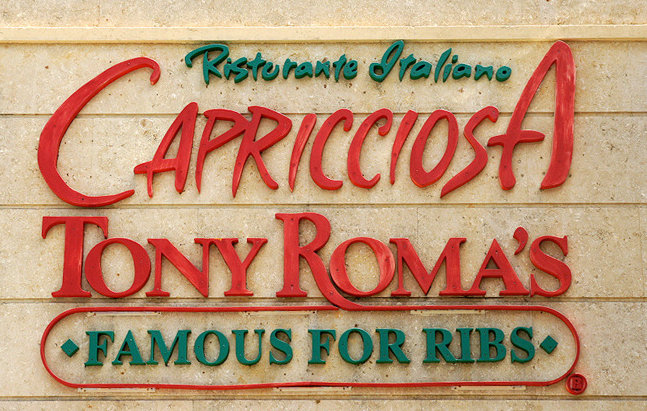 Ristorante Italiano
CAPRICCIOSA
TONY ROMA'S
FAMOUS FOR RIBS
®